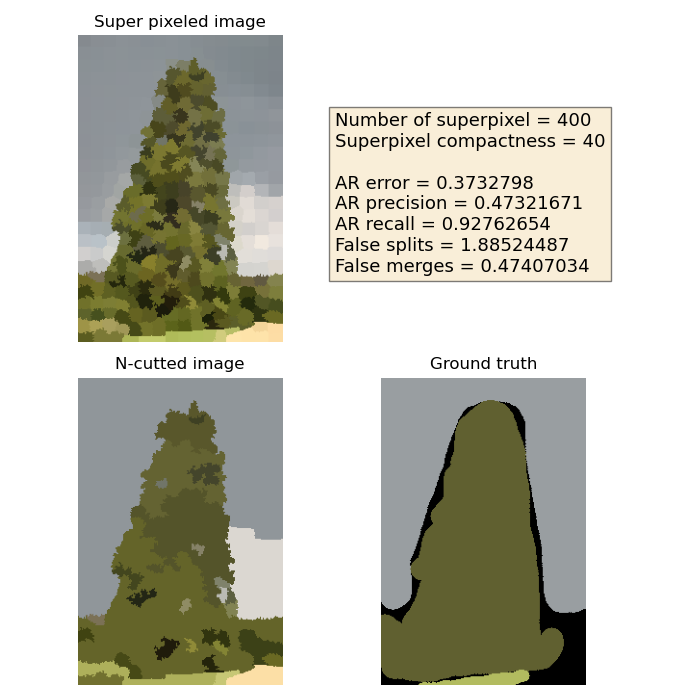 Super pixeled image
Number of superpixel = 400
Superpixel compactness = 40
AR error = 0.3732798
AR precision = 0.47321671
AR recall = 0.92762654
False splits = 1.88524487
False merges = 0.47407034
N-cutted image
Ground truth